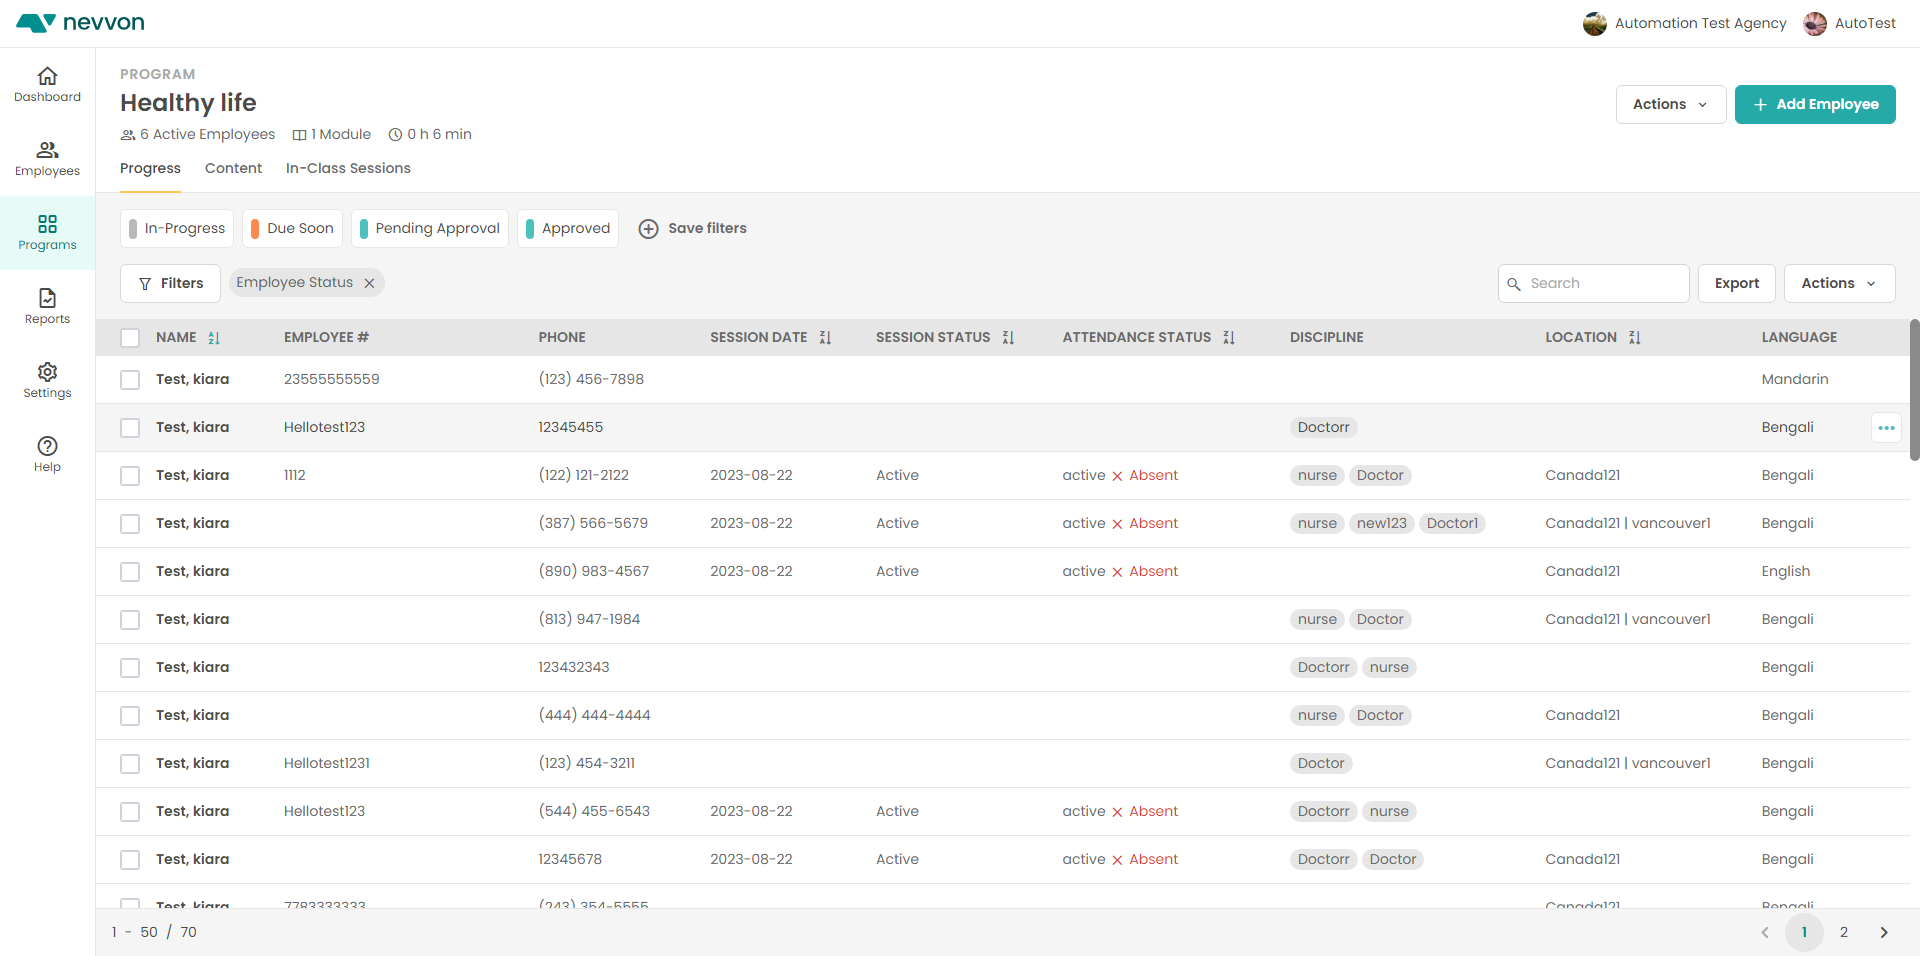 nevvon
Automation Test Agency AutoTest
Dashboard
Employees
Programs
Reports
Settings
Help
PROGRAM
Healthy life
6 Active Employees 1 Module 0 h 6 min
Actions + Add Employee
Progress Content In-Class Sessions
In-Progress Due Soon Pending Approval Approved Save filters
Filters Employee Status Search Export Actions
NAME EMPLOYEE # PHONE SESSION DATE SESSION STATUS ATTENDANCE STATUS DISCIPLINE LOCATION LANGUAGE
Test, kiara 23555555559 (123) 456-7898 Mandarin
Test, kiara Hellotest123 12345455 Doctorr Bengali
Test, kiara 1112 (122) 121-2122 2023-08-22 Active active Absent nurse Doctor Canada121 Bengali
Test, kiara (387) 566-5679 2023-08-22 Active active Absent nurse new123 Doctor1 Canada121 | vancouver1 Bengali
Test, kiara (890) 983-4567 2023-08-22 Active active Absent Canada121 English
Test, kiara (813) 947-1984 nurse Doctor Canada121 | vancouver1 Bengali
Test, kiara 123432343 Doctorr nurse Bengali
Test, kiara (444) 444-4444 nurse Doctor Canada121 Bengali
Test, kiara Hellotest1231 (123) 454-3211 Doctor Canada121 | vancouver1 Bengali
Test, kiara Hellotest123 (544) 455-6543 2023-08-22 Active active Absent Doctorr nurse Bengali
Test, kiara 12345678 2023-08-22 Active active Absent Doctorr Doctor Canada121 Bengali
Test, kiara 7783333333 (243) 354-5555 Canada121 Bengali
1 - 50 / 70 1 2